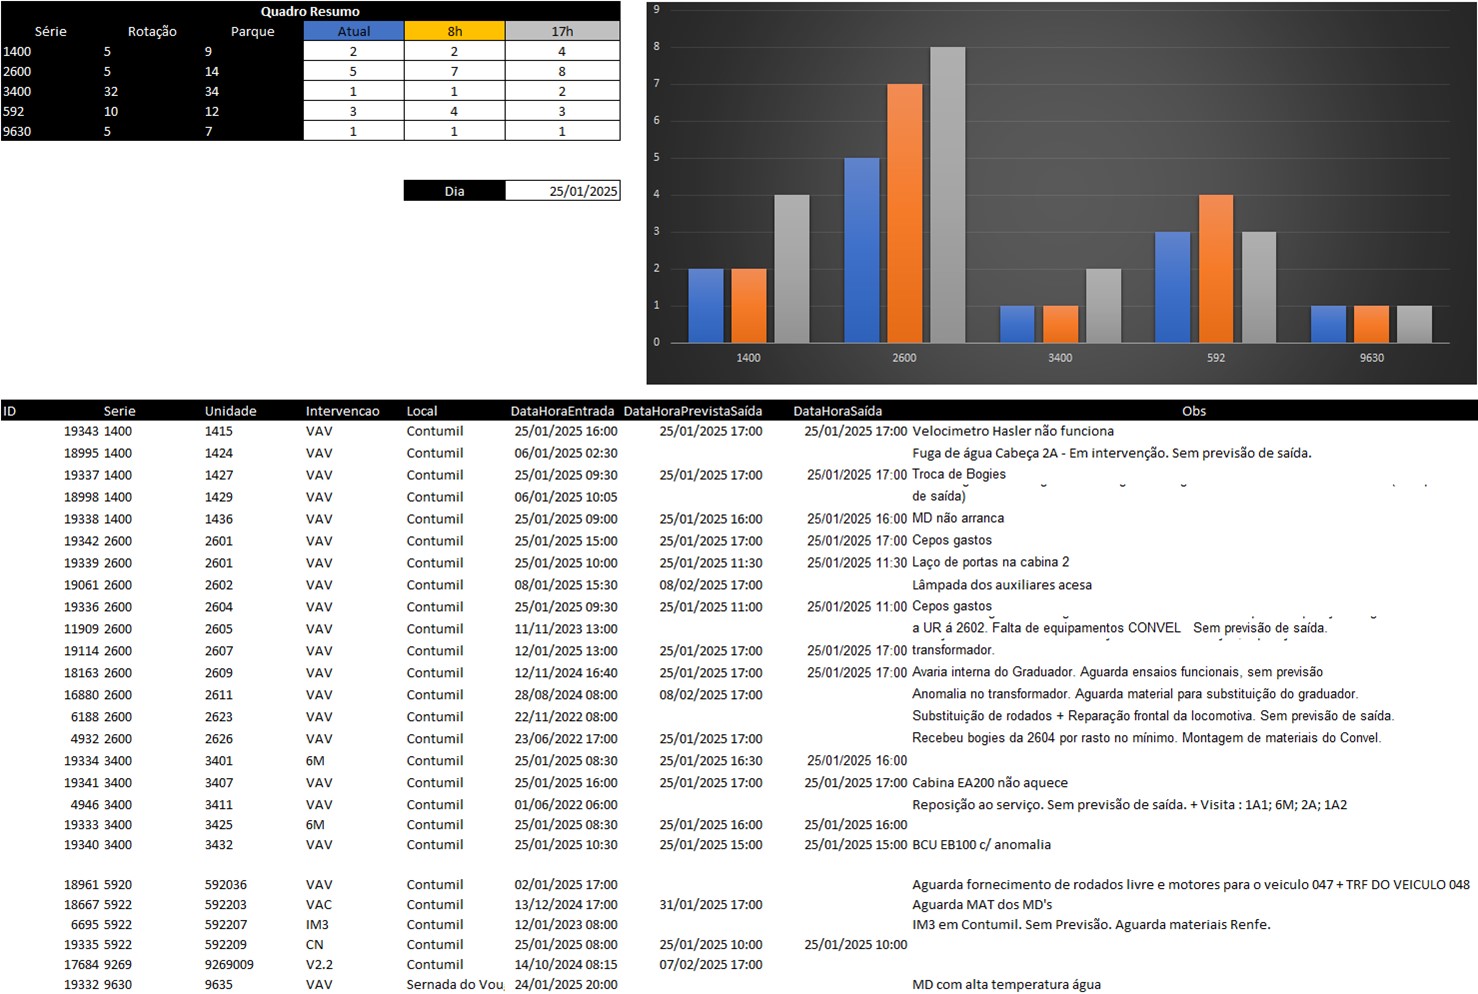 Quadro Resumo
Série Rotação Parque Atual 8h 17h
1400 5 9 2 2 4
2600 5 14 5 7 8
3400 32 34 1 1 2
592 10 12 3 4 3
9630 5 7 1 1 1
Dia 25/01/2025
9
8
7
6
5
4
3
2
1
0
1400 2600 3400 592 9630
ID Serie Unidade Intervencao Local DataHoraEntrada DataHoraPrevistaSaída DataHoraSaída Obs
19343 1400 1415 VAV Contumil 25/01/2025 16:00 25/01/2025 17:00 25/01/2025 17:00 Velocimetro Hasler não funciona
18995 1400 1424 VAV Contumil 06/01/2025 02:30 Fuga de água Cabeça 2A - Em intervenção. Sem previsão de saída.
19337 1400 1427 VAV Contumil 25/01/2025 09:30 25/01/2025 17:00 25/01/2025 17:00 Troca de Bogies
18998 1400 1429 VAV Contumil 06/01/2025 10:05 de saída)
19338 1400 1436 VAV Contumil 25/01/2025 09:00 25/01/2025 16:00 25/01/2025 16:00 MD não arranca
19342 2600 2601 VAV Contumil 25/01/2025 15:00 25/01/2025 17:00 25/01/2025 17:00 Cepos gastos
19339 2600 2601 VAV Contumil 25/01/2025 10:00 25/01/2025 11:30 25/01/2025 11:30 Laço de portas na cabina 2
19061 2600 2602 VAV Contumil 08/01/2025 15:30 08/02/2025 17:00 Lâmpada dos auxiliares acesa
19336 2600 2604 VAV Contumil 25/01/2025 09:30 25/01/2025 11:00 25/01/2025 11:00 Cepos gastos
11909 2600 2605 VAV Contumil 11/11/2023 13:00 a UR á 2602. Falta de equipamentos CONVEL Sem previsão de saída.
19114 2600 2607 VAV Contumil 12/01/2025 13:00 25/01/2025 17:00 25/01/2025 17:00 transformador.
18163 2600 2609 VAV Contumil 12/11/2024 16:40 25/01/2025 17:00 25/01/2025 17:00 Avaria interna do Graduador. Aguarda ensaios funcionais, sem previsão
16880 2600 2611 VAV Contumil 28/08/2024 08:00 08/02/2025 17:00 Anomalia no transformador. Aguarda material para substituição do graduador.
6188 2600 2623 VAV Contumil 22/11/2022 08:00 Substituição de rodados + Reparação frontal da locomotiva. Sem previsão de saída.
4932 2600 2626 VAV Contumil 23/06/2022 17:00 25/01/2025 17:00 Recebeu bogies da 2604 por rasto no mínimo. Montagem de materiais do Convel.
19334 3400 3401 6M Contumil 25/01/2025 08:30 25/01/2025 16:30 25/01/2025 16:00
19341 3400 3407 VAV Contumil 25/01/2025 16:00 25/01/2025 17:00 25/01/2025 17:00 Cabina EA200 não aquece
4946 3400 3411 VAV Contumil 01/06/2022 06:00 Reposição ao serviço. Sem previsão de saída. + Visita : 1A1; 6M; 2A; 1A2
19333 3400 3425 6M Contumil 25/01/2025 08:30 25/01/2025 16:00 25/01/2025 16:00
19340 3400 3432 VAV Contumil 25/01/2025 10:30 25/01/2025 15:00 25/01/2025 15:00 BCU EB100 c/ anomalia
18961 5920 592036 VAV Contumil 02/01/2025 17:00 Aguarda fornecimento de rodados livre e motores para o veiculo 047 + TRF DO VEICULO 048
18667 5922 592203 VAC Contumil 13/12/2024 17:00 31/01/2025 17:00 Aguarda MAT dos MD's
6695 5922 592207 IM3 Contumil 12/01/2023 08:00 IM3 em Contumil. Sem Previsão. Aguarda materiais Renfe.
19335 5922 592209 CN Contumil 25/01/2025 08:00 25/01/2025 10:00 25/01/2025 10:00
17684 9269 9269009 V2.2 Contumil 14/10/2024 08:15 07/02/2025 17:00
19332 9630 9635 VAV Sernada do Vou 24/01/2025 20:00 MD com alta temperatura água